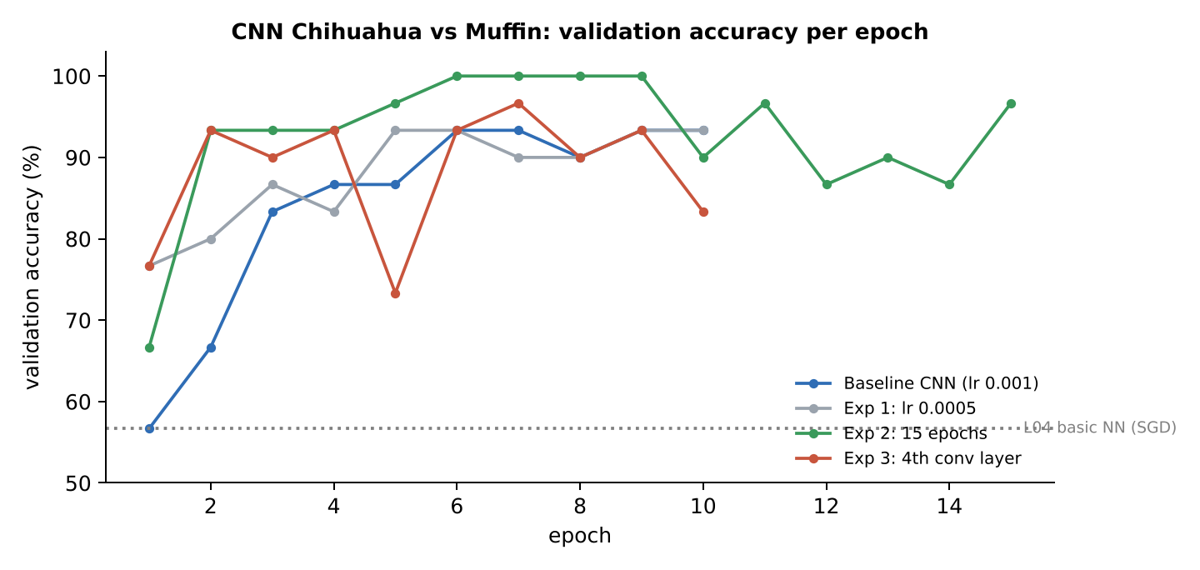 CNN Chihuahua vs Muffin: validation accuracy per epoch
validation accuracy (%)
100
90
80
70
60
50
Baseline CNN (lr 0.001)
Exp 1: lr 0.0005
Exp 2: 15 epochs
Exp 3: 4th conv layer
L04 basic NN (SGD)
2 4 6 8 10 12 14
epoch